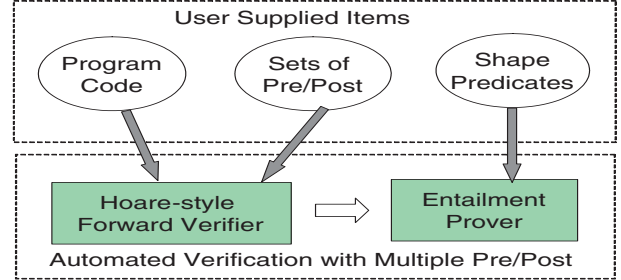 User Supplied Items
Program
Code
Sets of
Pre/Post
Shape
Predicates
Hoare-style
Forward Verifier
Entailment
Prover
Automated Verification with Multiple Pre/Post